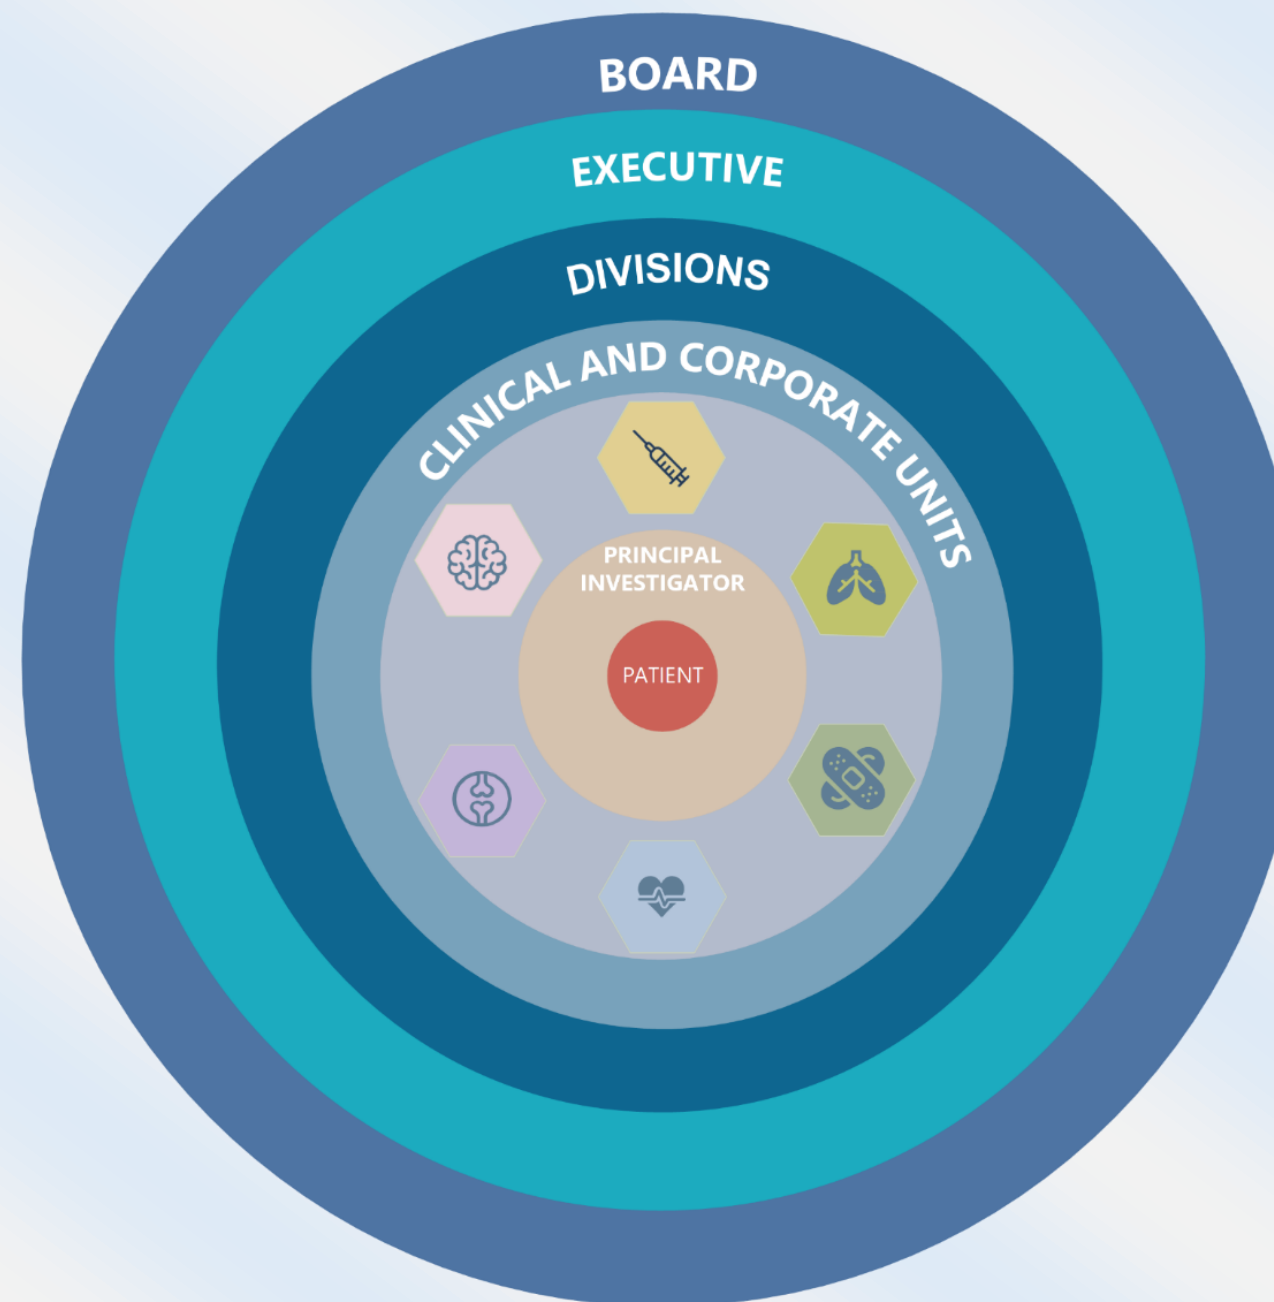 BOARD
EXECUTIVE
DIVISIONS
CLINICAL AND CORPORATE UNITS
PRINCIPAL
INVESTIGATOR
PATIENT